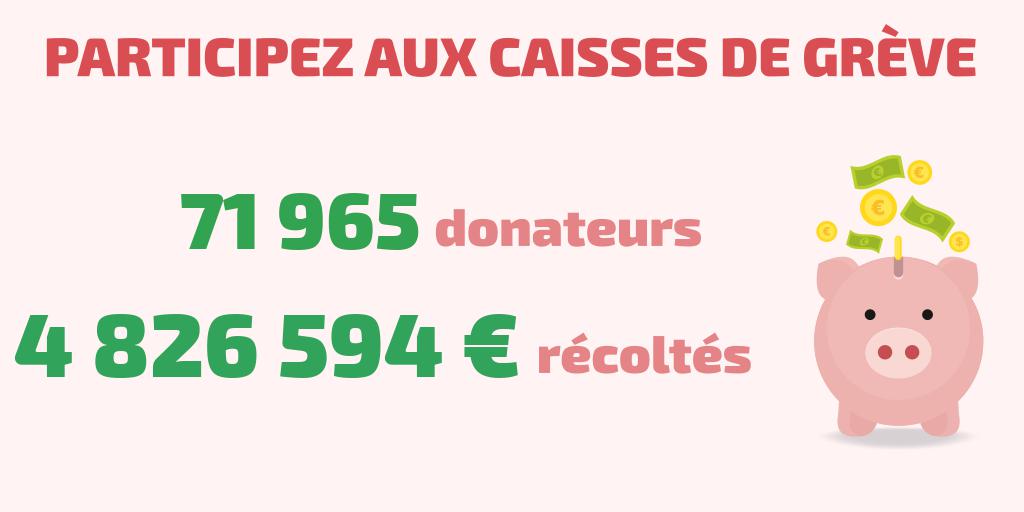 PARTICIPEZ AUX CAISSES DE GRÈVE
71 965 donateurs
4 826 594 € récoltés